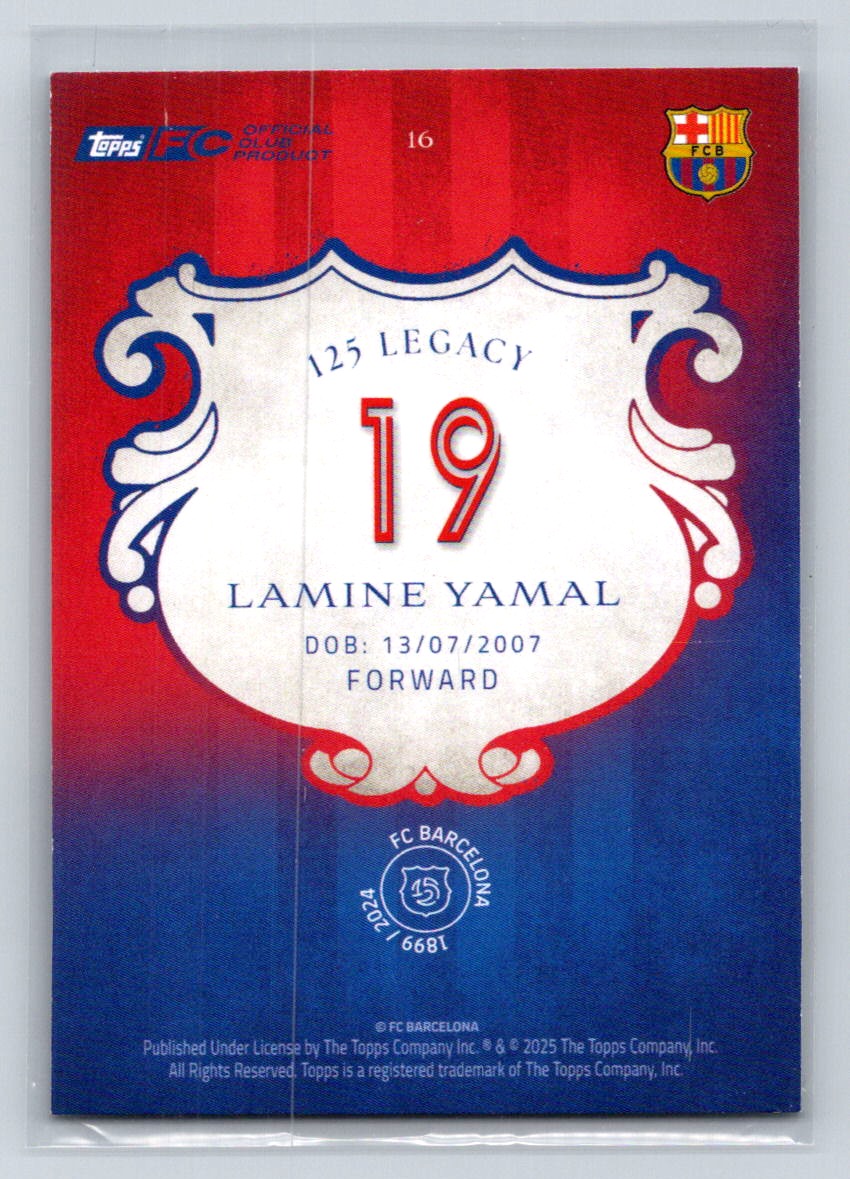 topps FC OFFICIAL
CLUB
PRODUCT
16
FCB
125 LEGACY
19
LAMINE YAMAL
DOB: 13/07/2007
FORWARD
FC BARCELONA
125
1899 / 2024
© FC BARCELONA
Published Under License by The Topps Company Inc. ® & © 2025 The Topps Company, Inc.
All Rights Reserved. Topps is a registered trademark of The Topps Company, Inc.